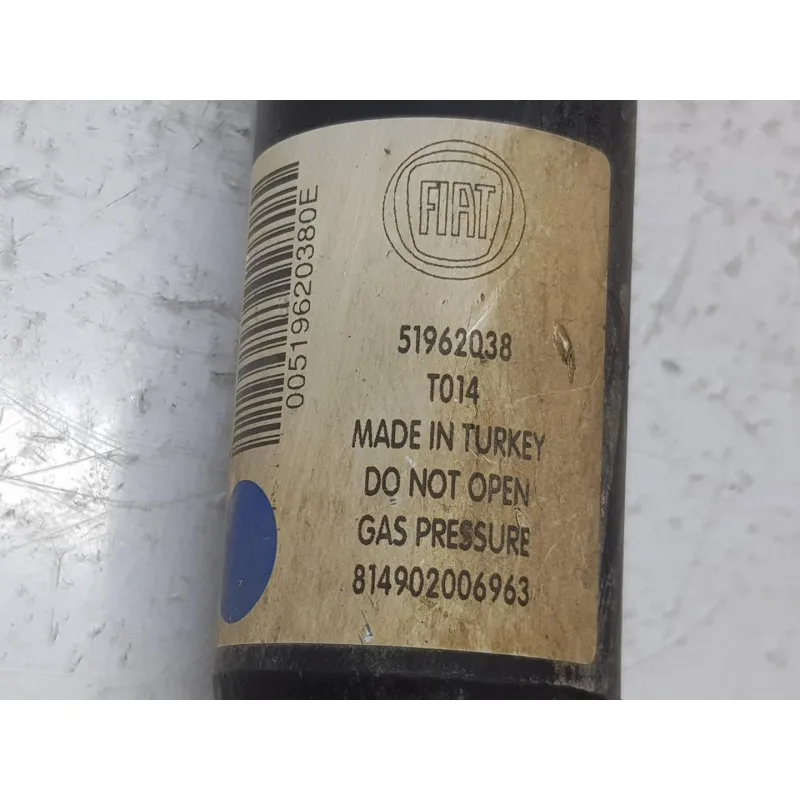 FIAT
51962038
T014
MADE IN TURKEY
DO NOT OPEN
GAS PRESSURE
814902006963
00519620380E